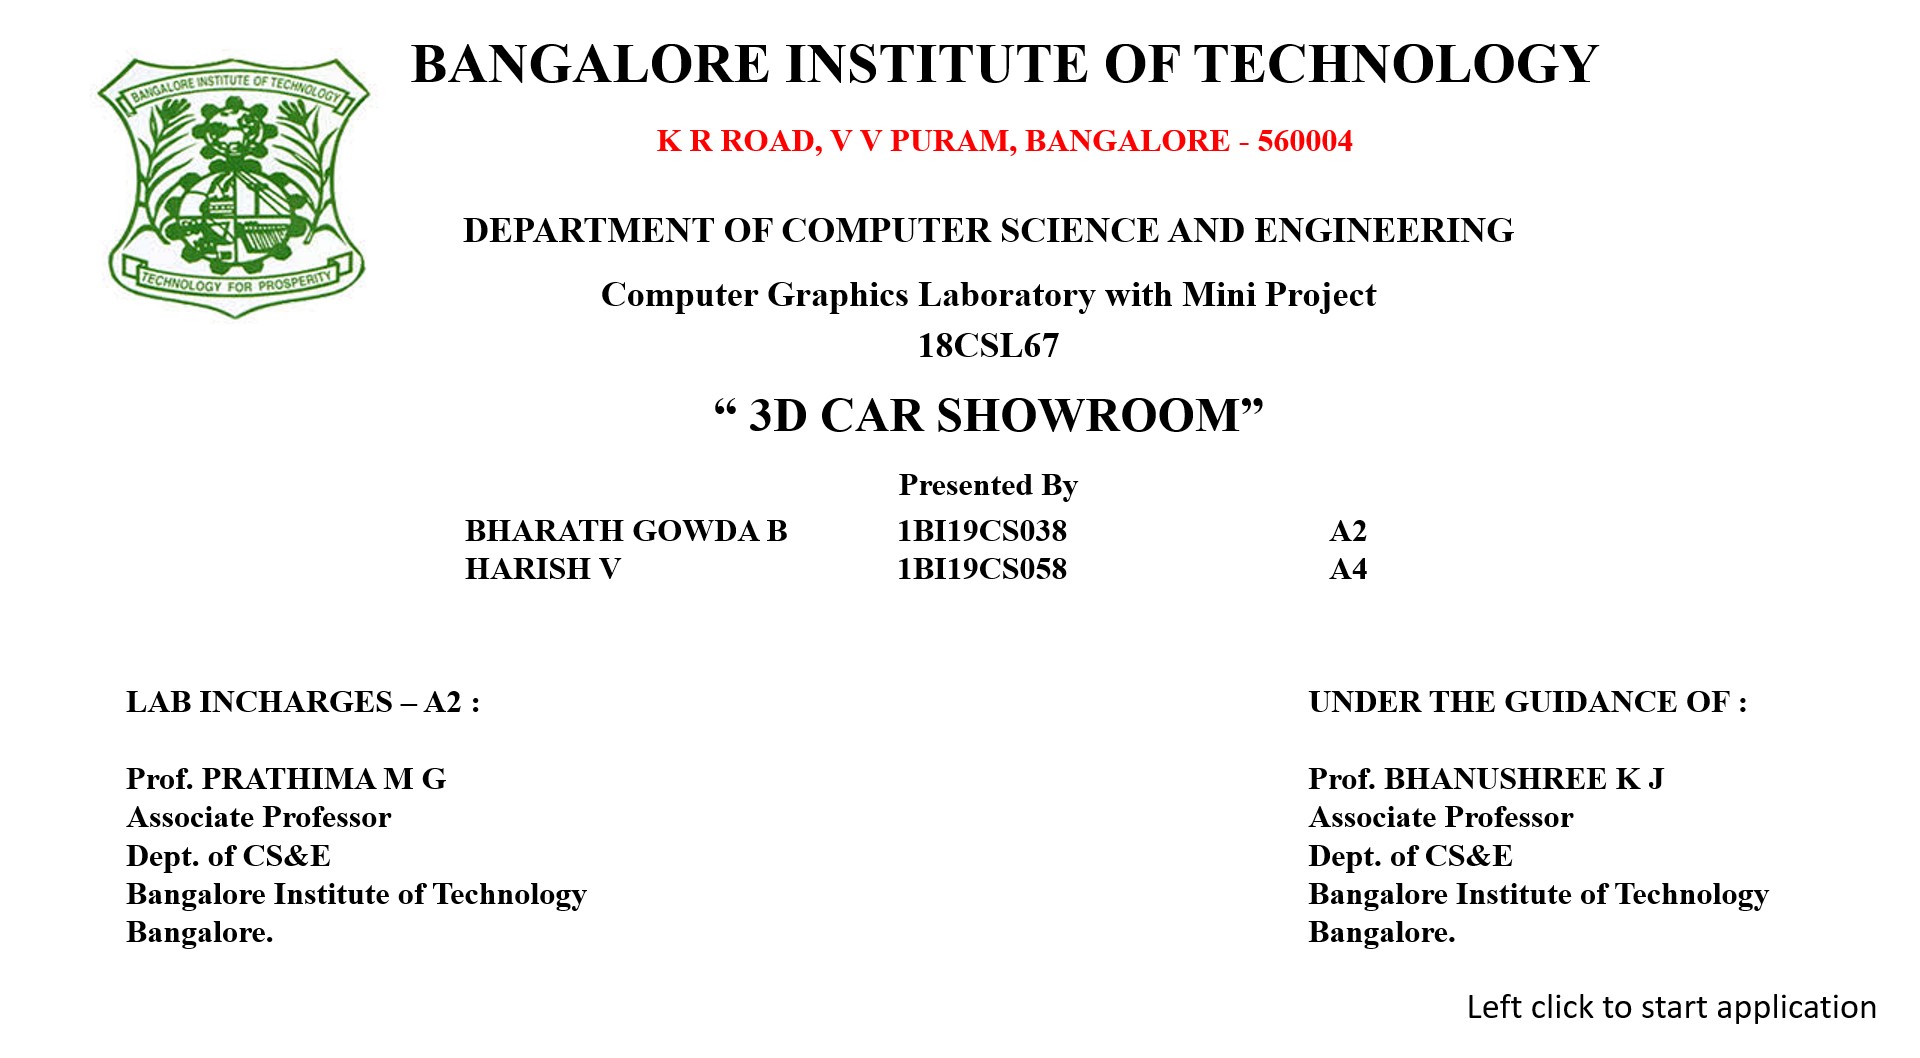 BANGALORE INSTITUTE OF TECHNOLOGY
BANGALORE INSTITUTE OF TECHNOLOGY
K R ROAD, V V PURAM, BANGALORE - 560004
DEPARTMENT OF COMPUTER SCIENCE AND ENGINEERING
TECHNOLOGY FOR PROSPERITY
Computer Graphics Laboratory with Mini Project
18CSL67
“ 3D CAR SHOWROOM”
Presented By
BHARATH GOWDA B 1BI19CS038 A2
HARISH V 1BI19CS058 A4
LAB INCHARGES – A2 :
Prof. PRATHIMA M G
Associate Professor
Dept. of CS&E
Bangalore Institute of Technology
Bangalore.
UNDER THE GUIDANCE OF :
Prof. BHANUSHREE K J
Associate Professor
Dept. of CS&E
Bangalore Institute of Technology
Bangalore.
Left click to start application